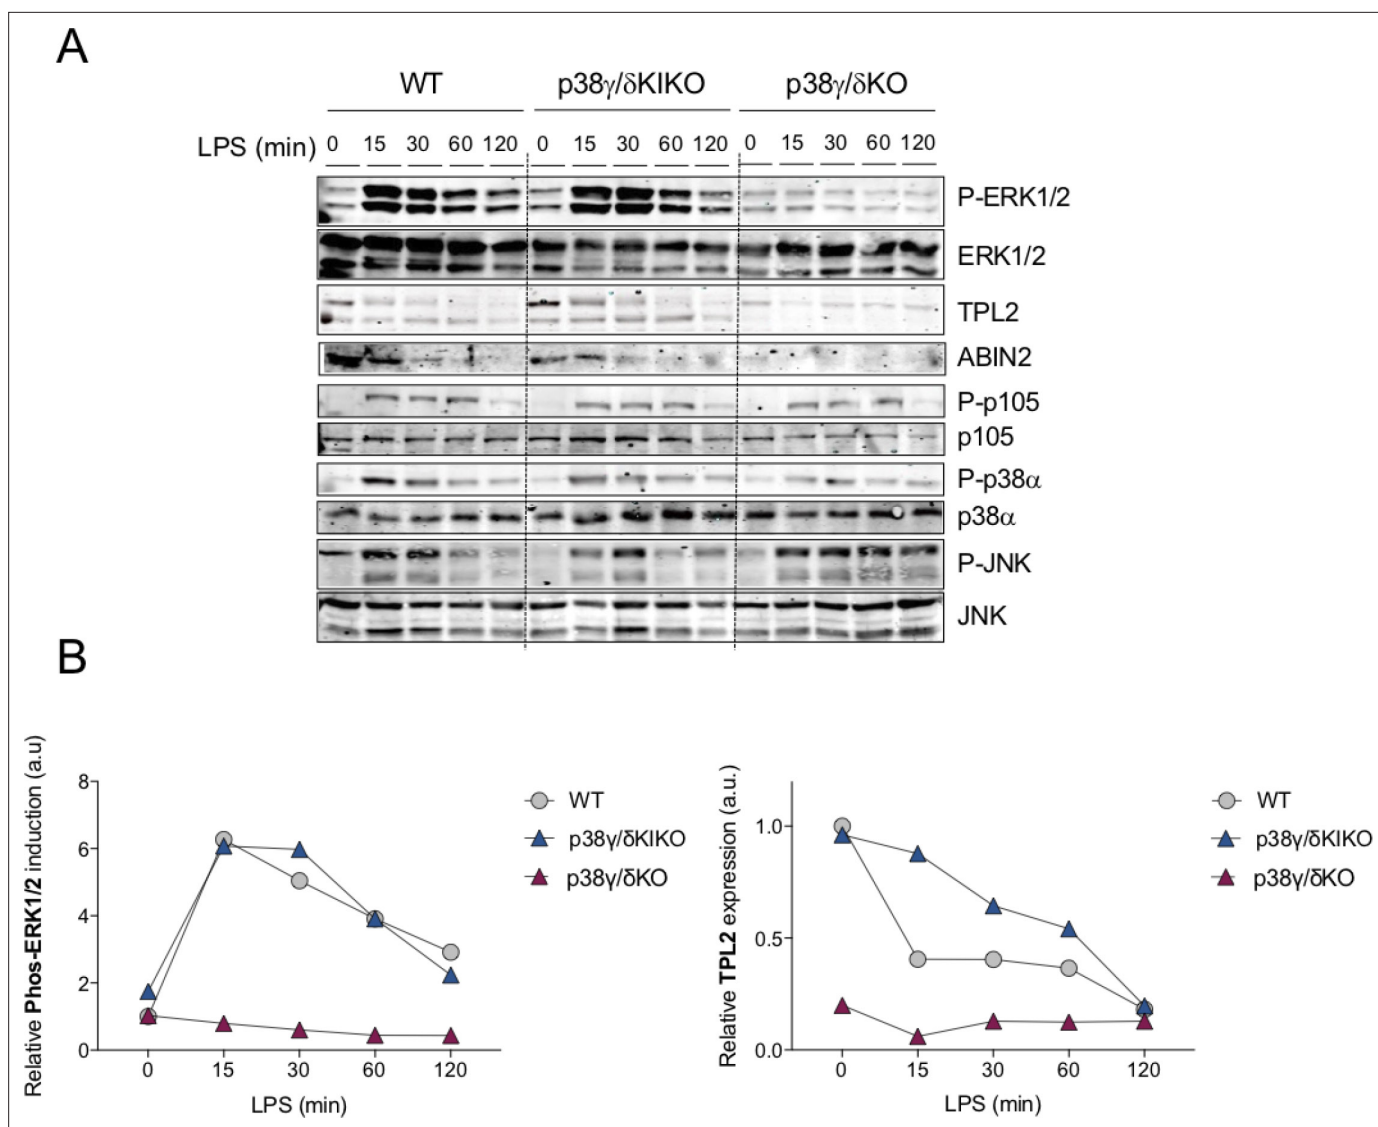 A
WT p38γ/δKIKO p38γ/δKO
LPS (min) 0 15 30 60 120 0 15 30 60 120 0 15 30 60 120
P-ERK1/2
ERK1/2
TPL2
ABIN2
P-p105
p105
P-p38α
p38α
P-JNK
JNK
B
Relative Phos-ERK1/2 induction (a.u)
8
6
4
2
0
0 15 30 60 120
LPS (min)
WT
p38γ/δKIKO
p38γ/δKO
Relative TPL2 expression (a.u.)
1.0
0.5
0.0
0 15 30 60 120
LPS (min)
WT
p38γ/δKIKO
p38γ/δKO